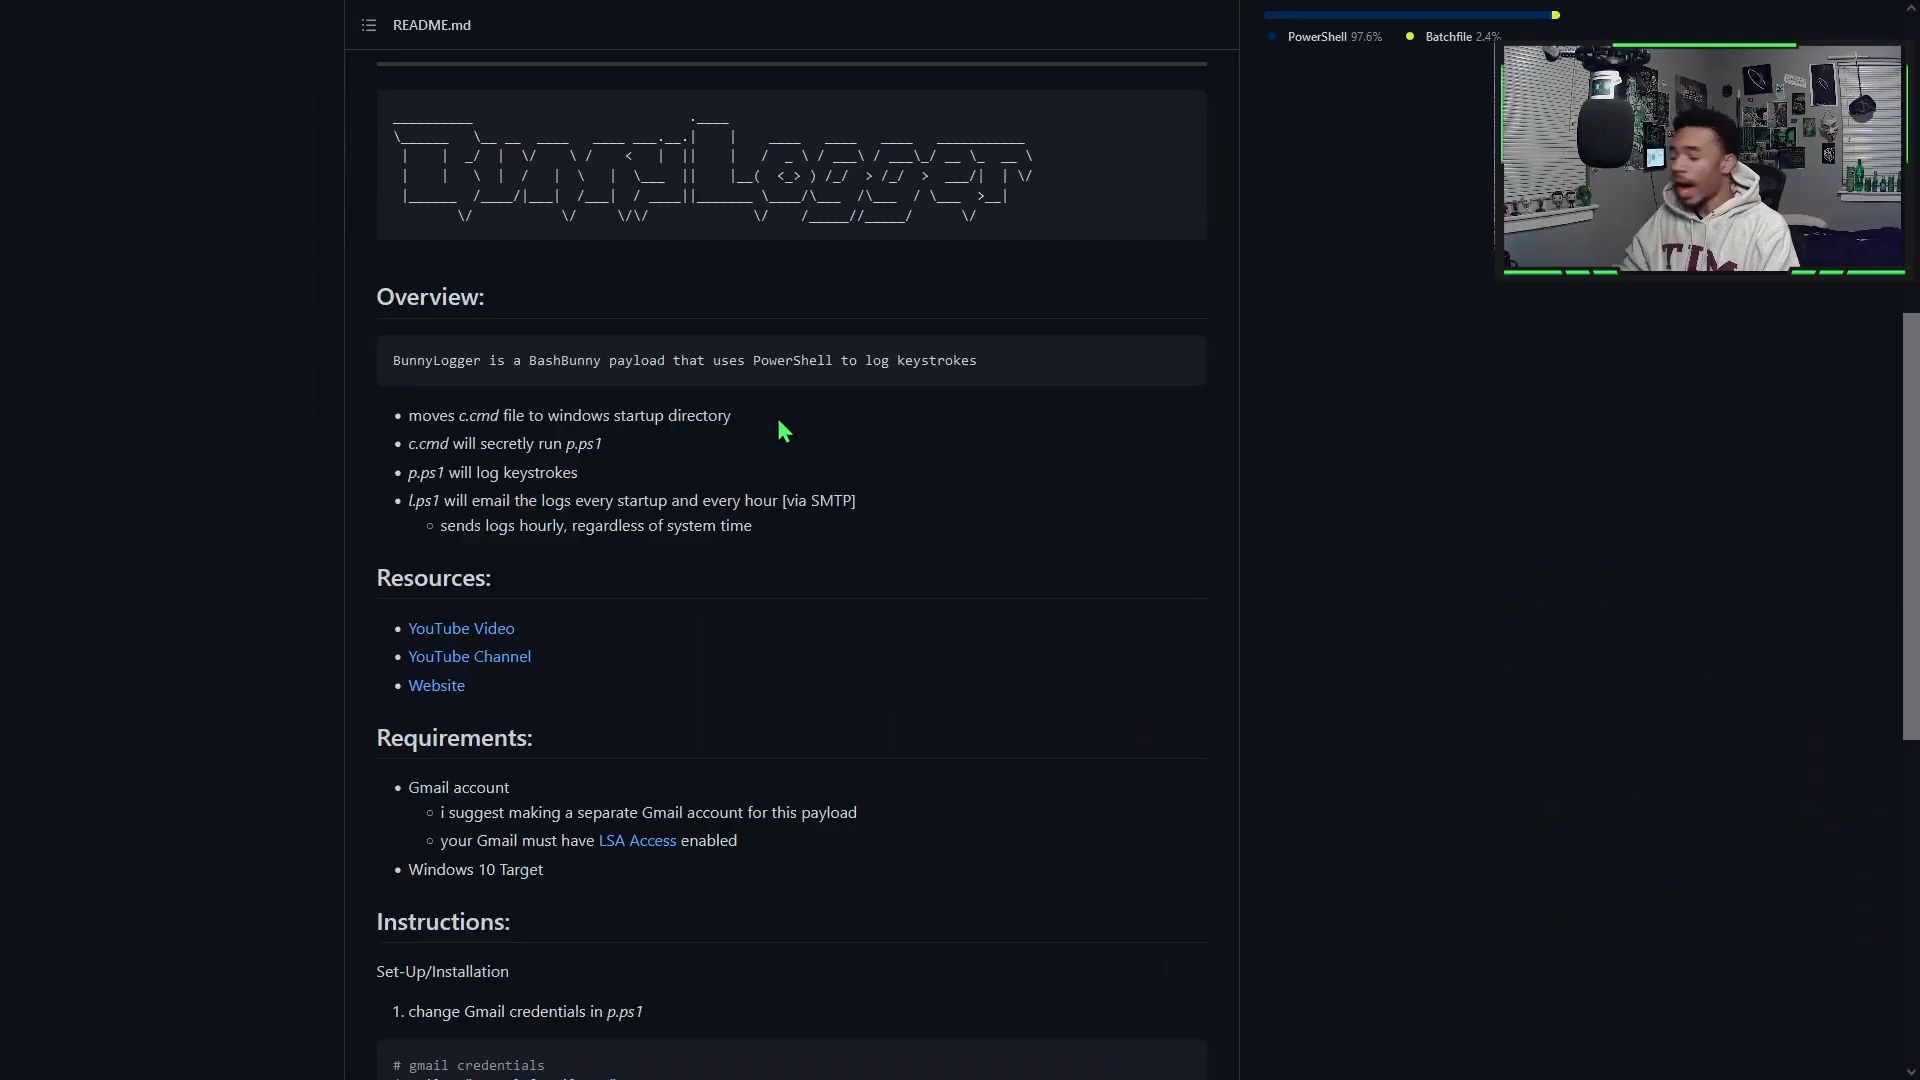 README.md
PowerShell 97.6% Batchfile 2.4%
BunnyLogger
Overview:
BunnyLogger is a BashBunny payload that uses PowerShell to log keystrokes
moves c.cmd file to windows startup directory
c.cmd will secretly run p.ps1
p.ps1 will log keystrokes
l.ps1 will email the logs every startup and every hour [via SMTP]
sends logs hourly, regardless of system time
Resources:
YouTube Video
YouTube Channel
Website
Requirements:
Gmail account
i suggest making a separate Gmail account for this payload
your Gmail must have LSA Access enabled
Windows 10 Target
Instructions:
Set-Up/Installation
1. change Gmail credentials in p.ps1
# gmail credentials